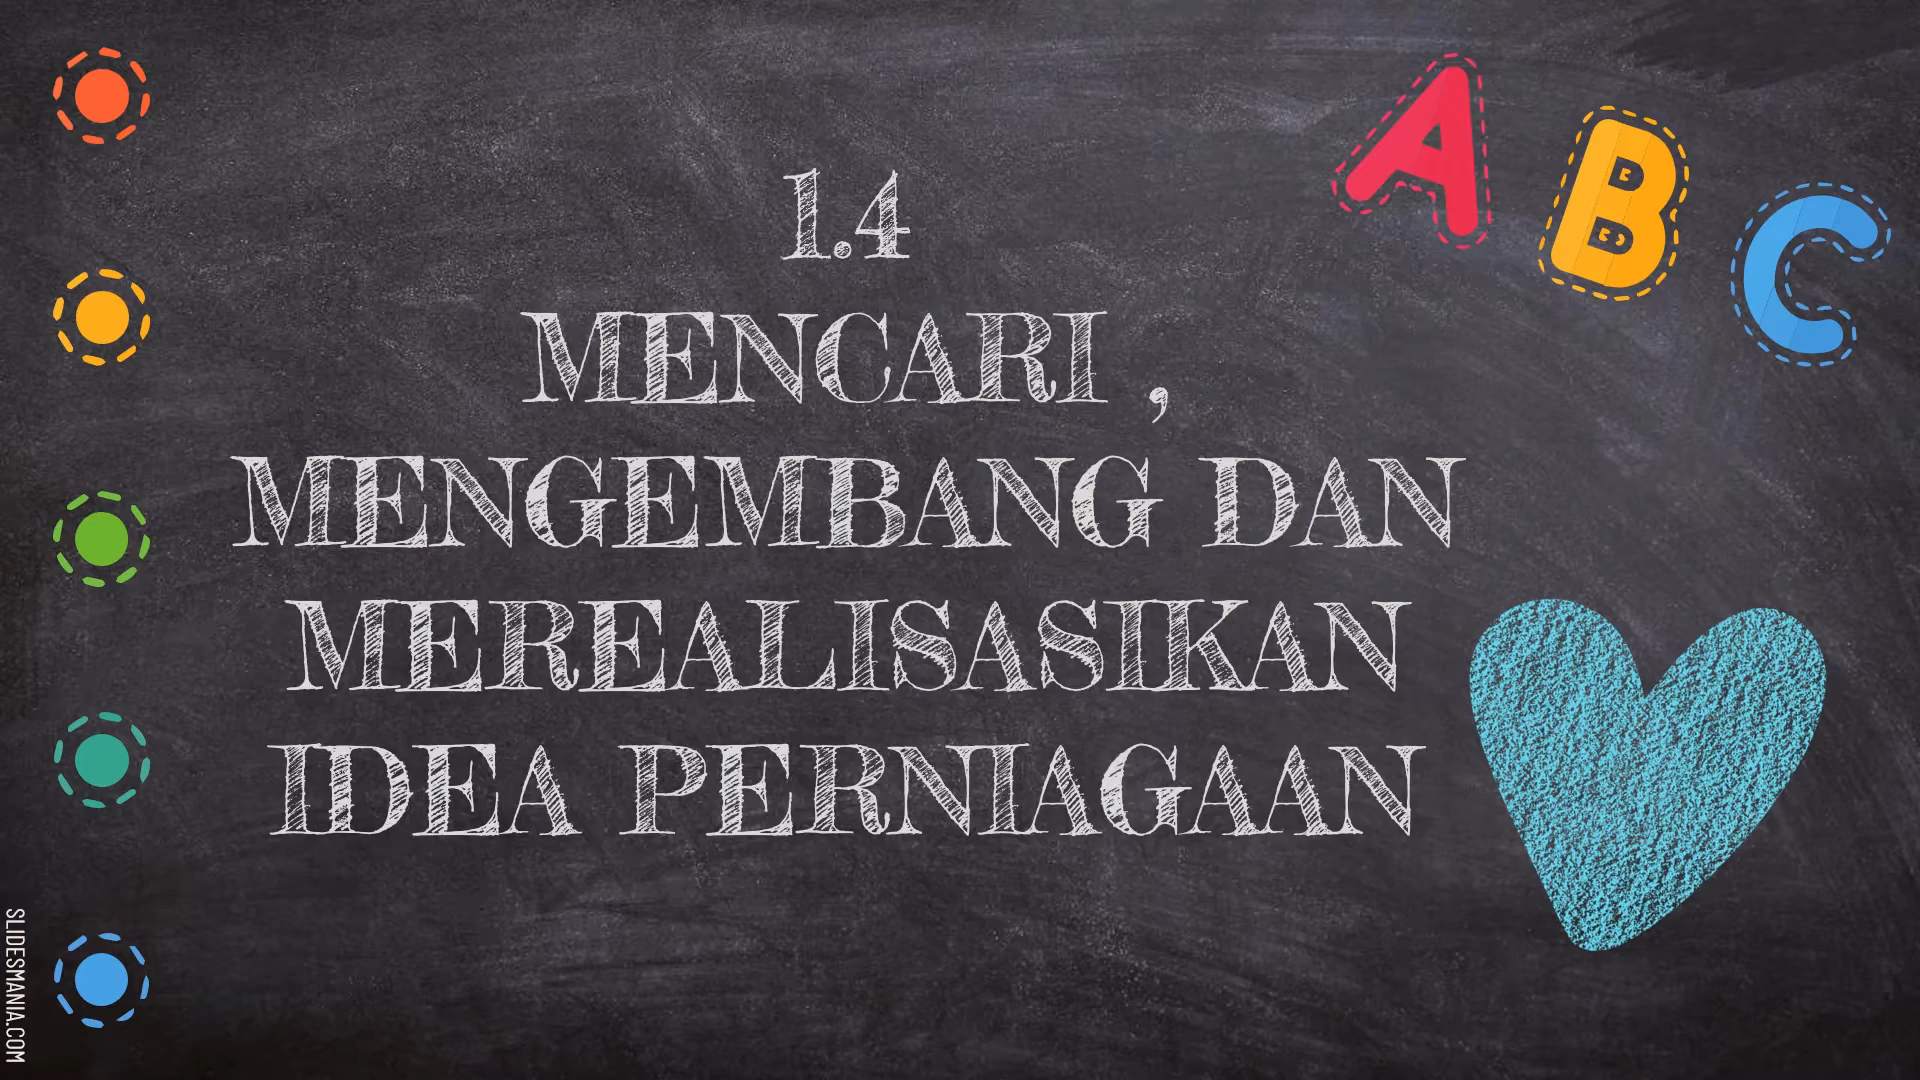 A B C
1.4
MENCARI ,
MENGEMBANG DAN
MEREALISASIKAN
IDEA PERNIAGAAN
SLIDESMANIA.COM